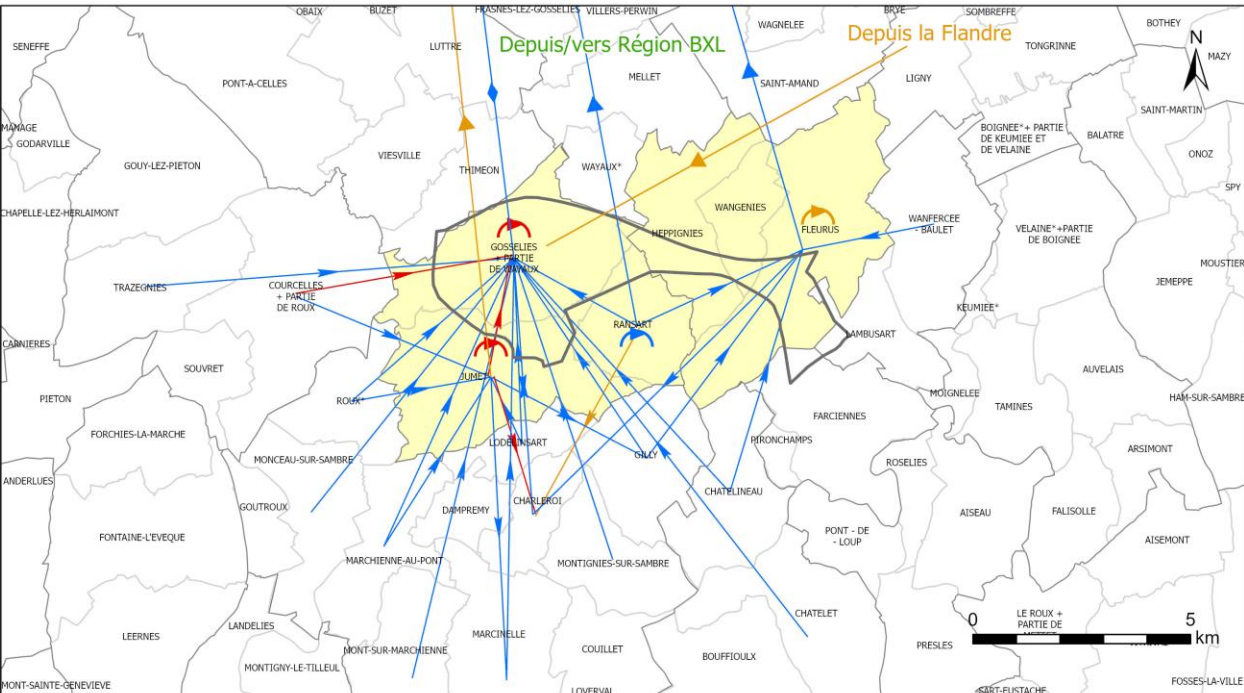 OBAIX
BUZET
FRASNES-LEZ-GOSSELIES
VILLERS-PERWIN
WAGNELEE
BRYE
SOMBREFFE
BOTHEY
SENEFFE
LUTTRE
Depuis/vers Région BXL
Depuis la Flandre
TONGRINNE
N
MAZY
PONT-A-CELLES
MELLET
SAINT-AMAND
LIGNY
SAINT-MARTIN
MANAGE
GODARVILLE
BOIGNEE*+ PARTIE
DE KEUMIEE ET
DE VELAINE
BALATRE
ONOZ
GOUY-LEZ-PIETON
VIESVILLE
THIMEON
WAYAUX*
SPY
CHAPELLE-LEZ-HERLAIMONT
WANGENIES
HEPPIGNIES
FLEURUS
WANFERCEE
- BAULET
VELAINE*+PARTIE
DE BOIGNEE
GOSSELIES
+ PARTIE
DE WAYAUX
MOUSTIER
JEMEPPE
TRAZEGNIES
COURCELLES
+ PARTIE
DE ROUX
KEUMIEE*
RANSART
LAMBUSART
CARNIERES
SOUVRET
JUMET
AUVELAIS
PIETON
ROUX*
MOIGNELEE
TAMINES
HAM-SUR-SAMBRE
FORCHIES-LA-MARCHE
FARCIENNES
LODELINSART
PIRONCHAMPS
MONCEAU-SUR-SAMBRE
GILLY
ARSIMONT
ROSELIES
ANDERLUES
CHATELINEAU
GOUTROUX
CHARLEROI
DAMPREMY
AISEAU
FALISOLLE
FONTAINE-L'EVEQUE
PONT - DE
- LOUP
AISEMONT
MARCHIENNE-AU-PONT
MONTIGNIES-SUR-SAMBRE
CHATELET
LE ROUX +
PARTIE DE
0
5
km
LEERNES
LANDELIES
MARCINELLE
MONT-SUR-MARCHIENNE
COUILLET
BOUFFIOULX
PRESLES
MONTIGNY-LE-TILLEUL
MONT-SAINTE-GENEVIEVE
LOVERVAL
SART-EUSTACHE
FOSSES-LA-VILLE